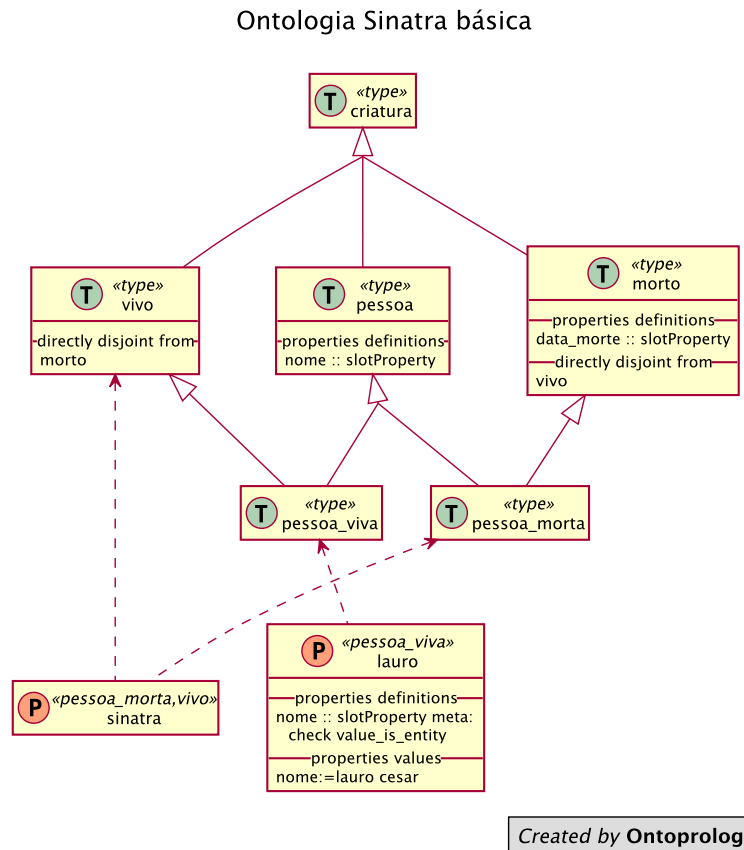 Ontologia Sinatra básica
T «type»
criatura
T «type»
vivo
directly disjoint from
morto
T «type»
pessoa
properties definitions
nome :: slotProperty
T «type»
morto
properties definitions
data_morte :: slotProperty
directly disjoint from
vivo
T «type»
pessoa_viva
T «type»
pessoa_morta
P «pessoa_morta,vivo»
sinatra
P «pessoa_viva»
lauro
properties definitions
nome :: slotProperty meta:
check value_is_entity
properties values
nome:=lauro cesar
Created by Ontoprolog